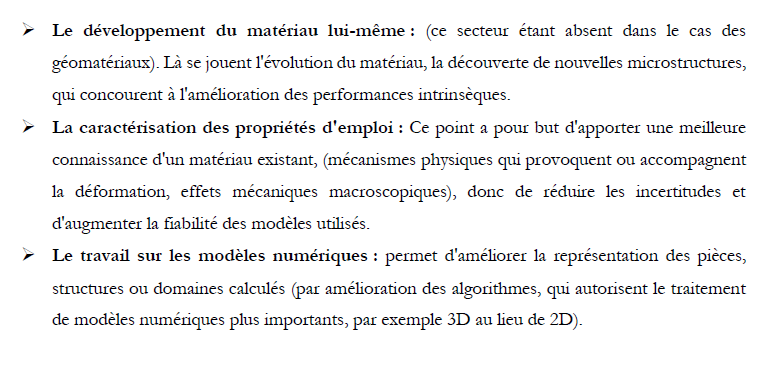 ➢ Le développement du matériau lui-même : (ce secteur étant absent dans le cas des
géomatériaux). Là se jouent l'évolution du matériau, la découverte de nouvelles microstructures,
qui concourent à l'amélioration des performances intrinsèques.
➢ La caractérisation des propriétés d'emploi : Ce point a pour but d'apporter une meilleure
connaissance d'un matériau existant, (mécanismes physiques qui provoquent ou accompagnent
la déformation, effets mécaniques macroscopiques), donc de réduire les incertitudes et
d'augmenter la fiabilité des modèles utilisés.
➢ Le travail sur les modèles numériques : permet d'améliorer la représentation des pièces,
structures ou domaines calculés (par amélioration des algorithmes, qui autorisent le traitement
de modèles numériques plus importants, par exemple 3D au lieu de 2D).